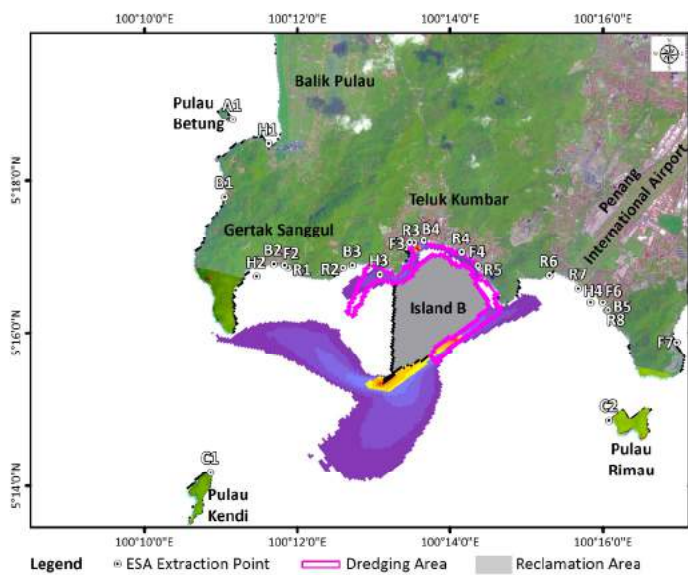 100°10'0"E 100°12'0"E 100°14'0"E 100°16'0"E
Balik Pulau
Pulau
Betung
A1
H1
5°18'0"N
B1
Penang
International Airport
Teluk Kumbar
Gertak Sanggul
R3 B4
F3
R4
F4
B2
F2
H2
R1
R2
B3
H3
R5
R6
R7
H4 F6
B5
R8
F7
Island B
5°16'0"N
C2
Pulau
Rimau
C1
Pulau
Kendi
5°14'0"N
100°10'0"E 100°12'0"E 100°14'0"E 100°16'0"E
Legend ESA Extraction Point Dredging Area Reclamation Area